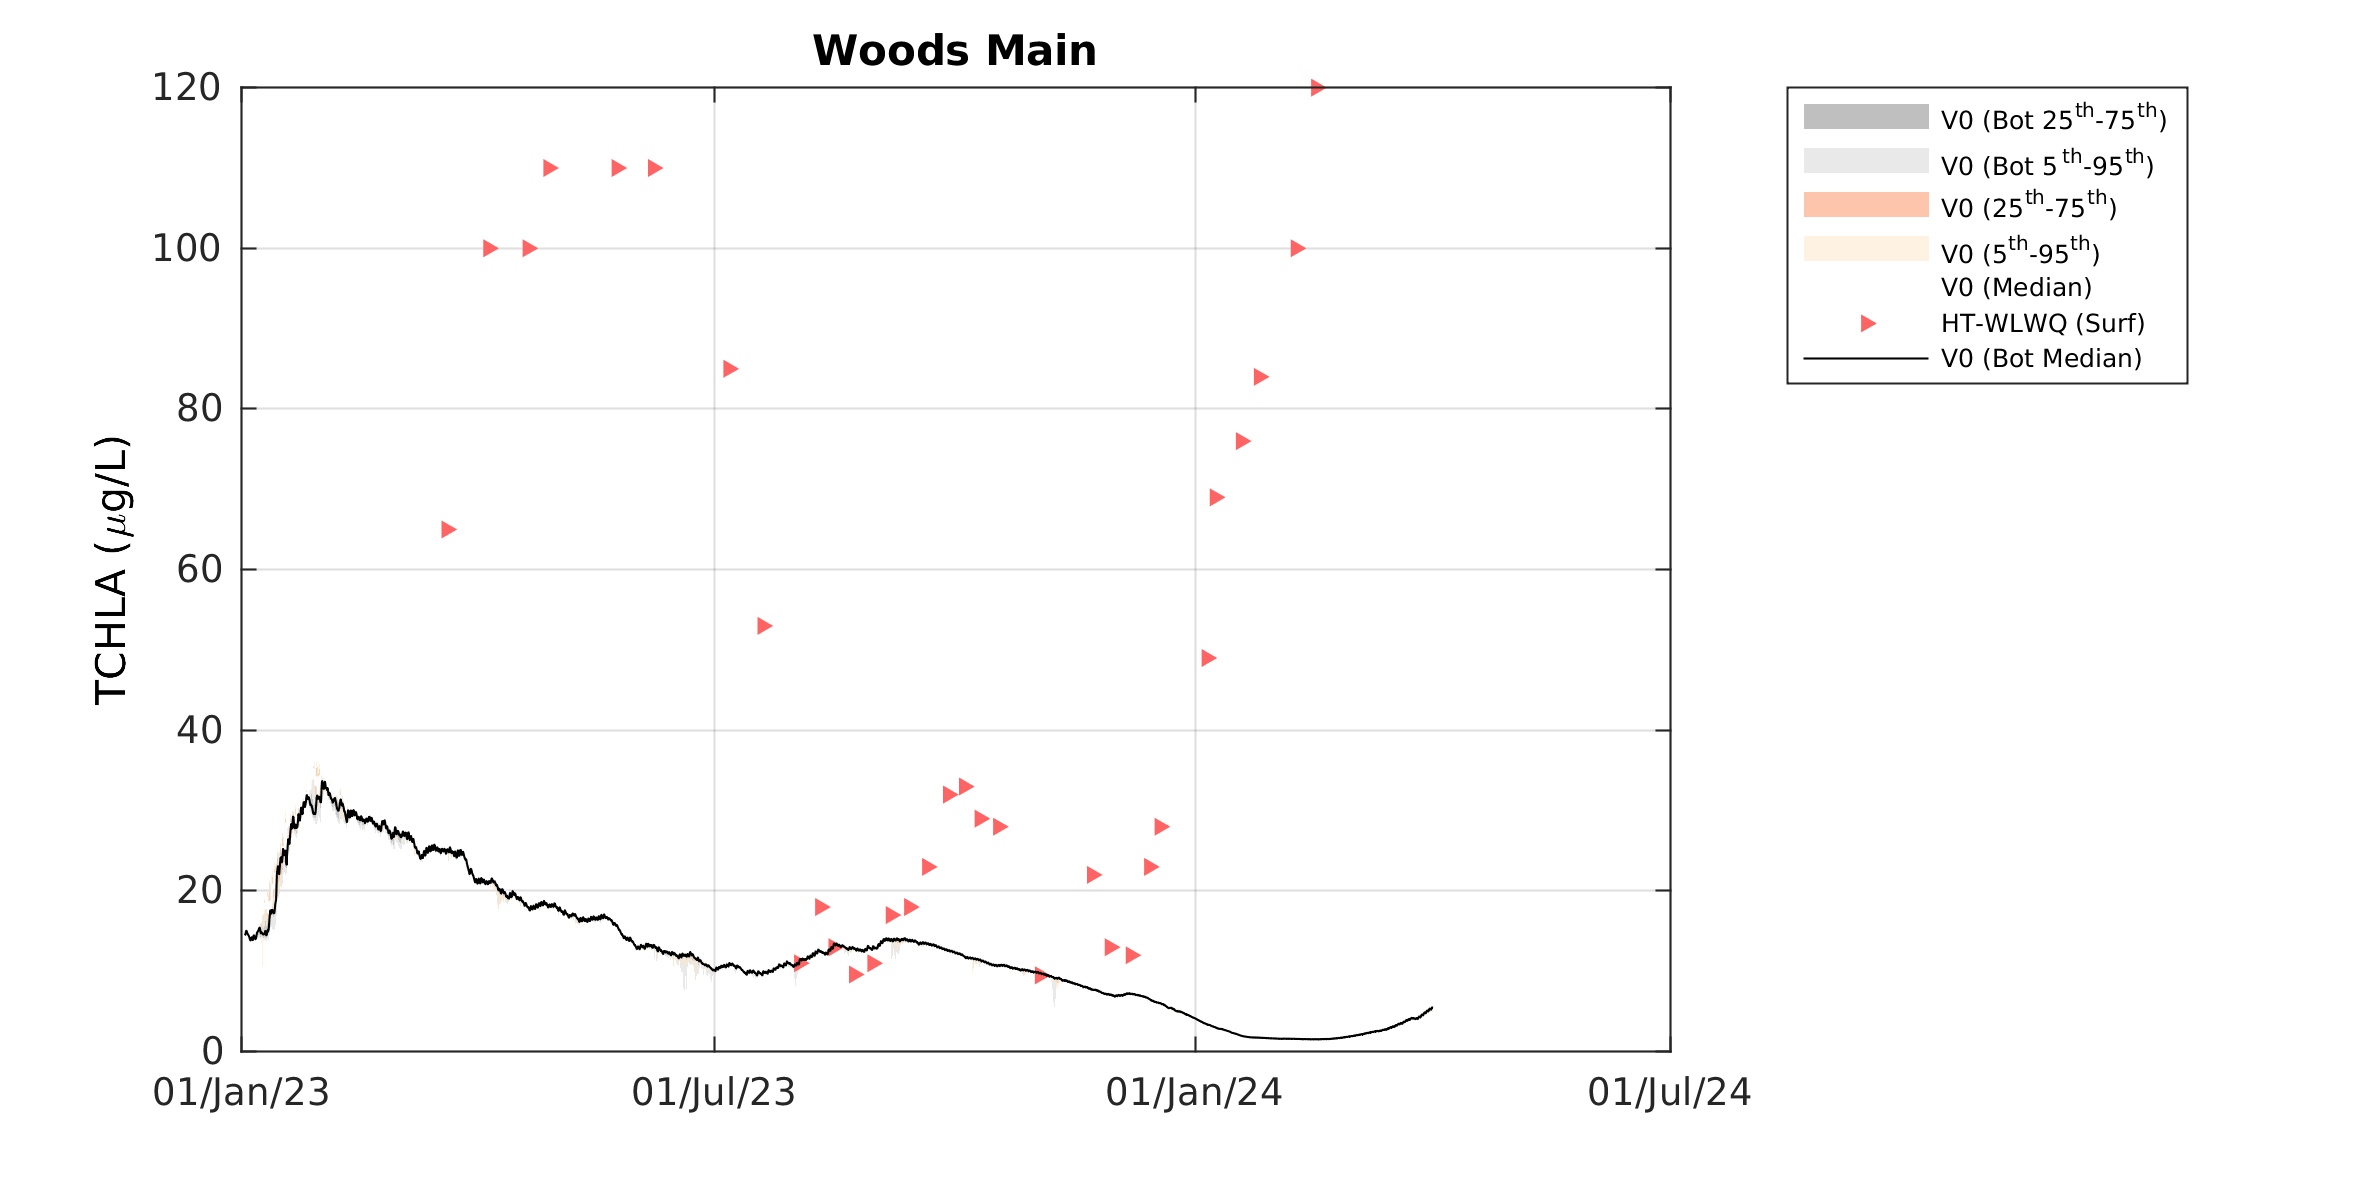 Woods Main
120
100
80
60
40
20
0
TCHLA (μg/L)
01/Jan/23
01/Jul/23
01/Jan/24
01/Jul/24
V0 (Bot 25th-75th)
V0 (Bot 5th-95th)
V0 (25th-75th)
V0 (5th-95th)
V0 (Median)
HT-WLWQ (Surf)
V0 (Bot Median)